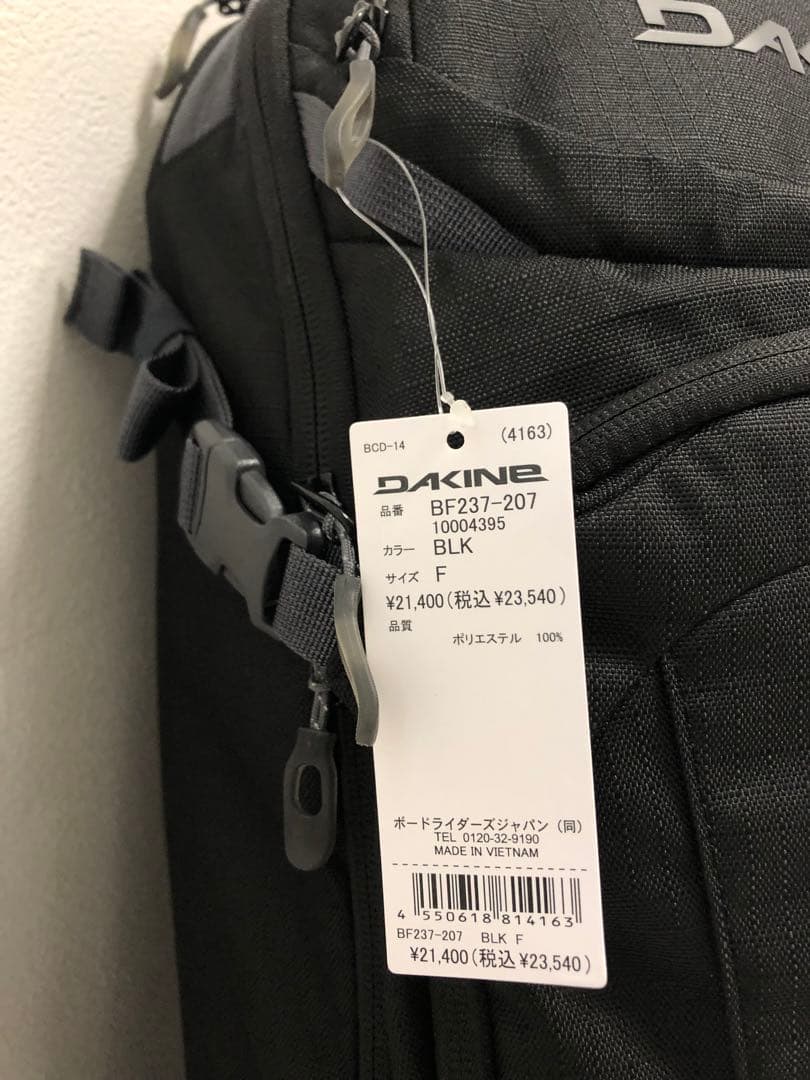 DAK
BCD-14 (4163)
DAKINE
品番 BF237-207
10004395
カラー BLK
サイズ F
¥21,400(税込¥23,540)
品質
ポリエステル 100%
ボードライダーズジャパン(同)
TEL 0120-32-9190
MADE IN VIETNAM
4 550618 814163
BF237-207 BLK F
¥21,400(税込¥23,540)